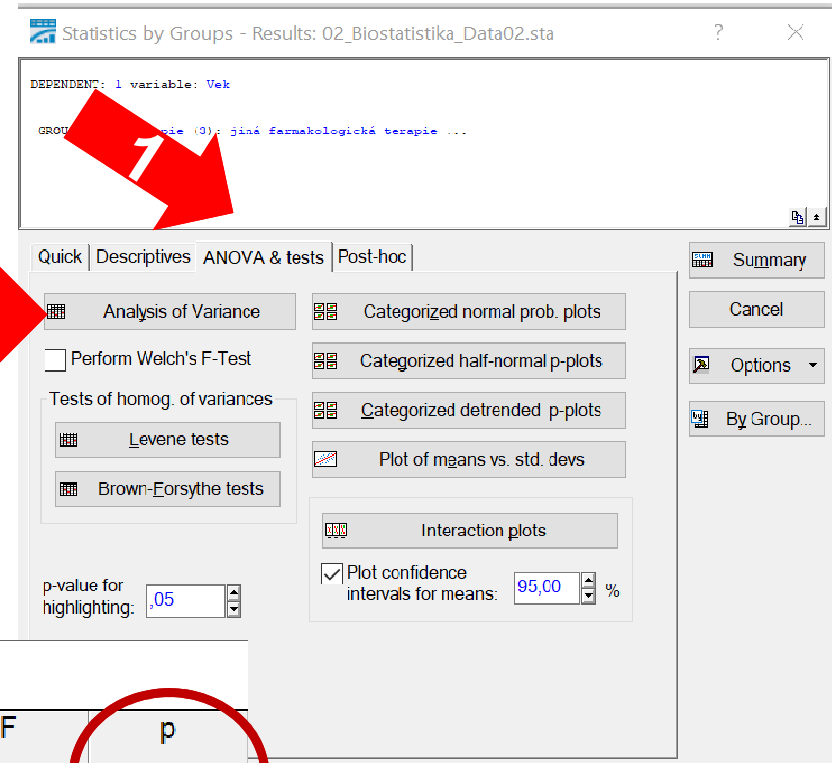 Statistics by Groups - Results: 02_Biostatistika_Data02.sta
DEPENDENT: 1 variable: Vek
GROU pie (3): jiná farmakologická terapie ...
1
Quick Descriptives ANOVA & tests Post-hoc
Summary
Analysis of Variance
Categorized normal prob. plots
Cancel
Perform Welch's F-Test
Categorized half-normal p-plots
Options
Tests of homog. of variances
Categorized detrended p-plots
By Group...
Levene tests
Plot of means vs. std. devs
Brown-Forsythe tests
Interaction plots
Plot confidence
intervals for means: 95,00 %
p-value for
highlighting: ,05
F p